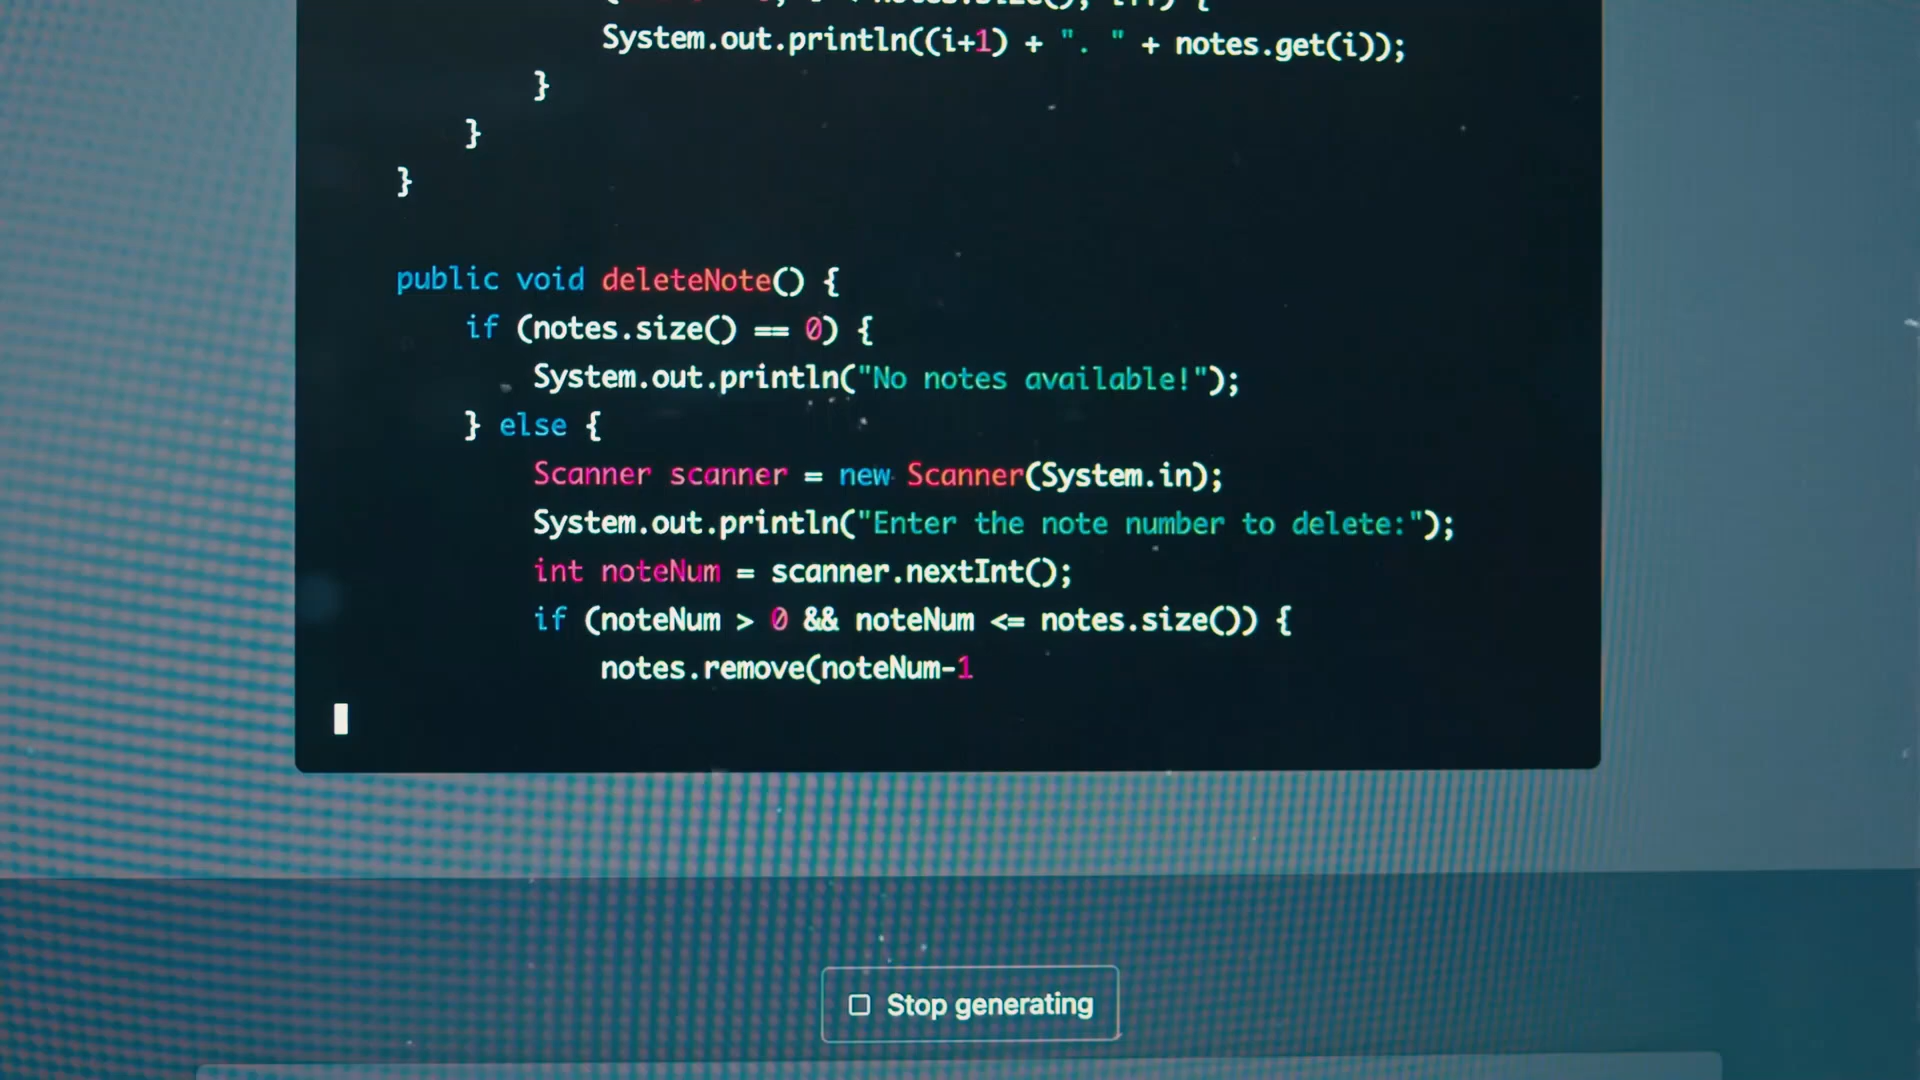 System.out.println((i+1) + ". " + notes.get(i));
}
}
}
public void deleteNote() {
if (notes.size() == 0) {
System.out.println("No notes available!");
} else {
Scanner scanner = new Scanner(System.in);
System.out.println("Enter the note number to delete:");
int noteNum = scanner.nextInt();
if (noteNum > 0 && noteNum <= notes.size()) {
notes.remove(noteNum-1
Stop generating